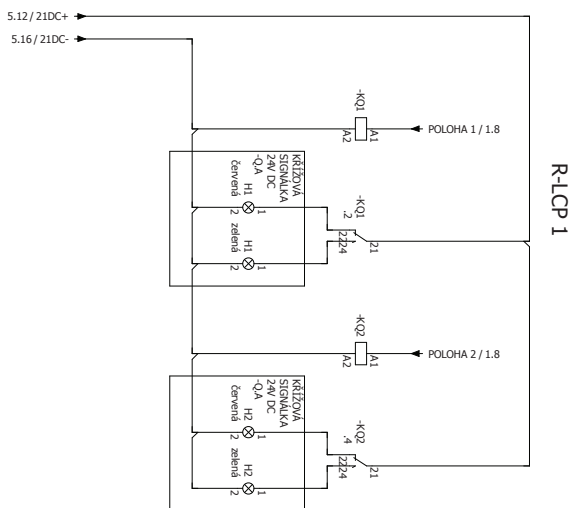 5.12 / 21DC+
5.16 / 21DC-
R-LCP 1
-KQ1
A1
A2
POLOHA 1 / 1.8
KŘÍŽOVÁ
SIGNÁLKA
24V DC
-Q.A
H1
červená
1
2
H1
zelená
1
2
-KQ1
.2
21
22
24
-KQ2
A1
A2
POLOHA 2 / 1.8
KŘÍŽOVÁ
SIGNÁLKA
24V DC
-Q.A
H2
červená
1
2
H2
zelená
1
2
-KQ2
.4
21
22
24